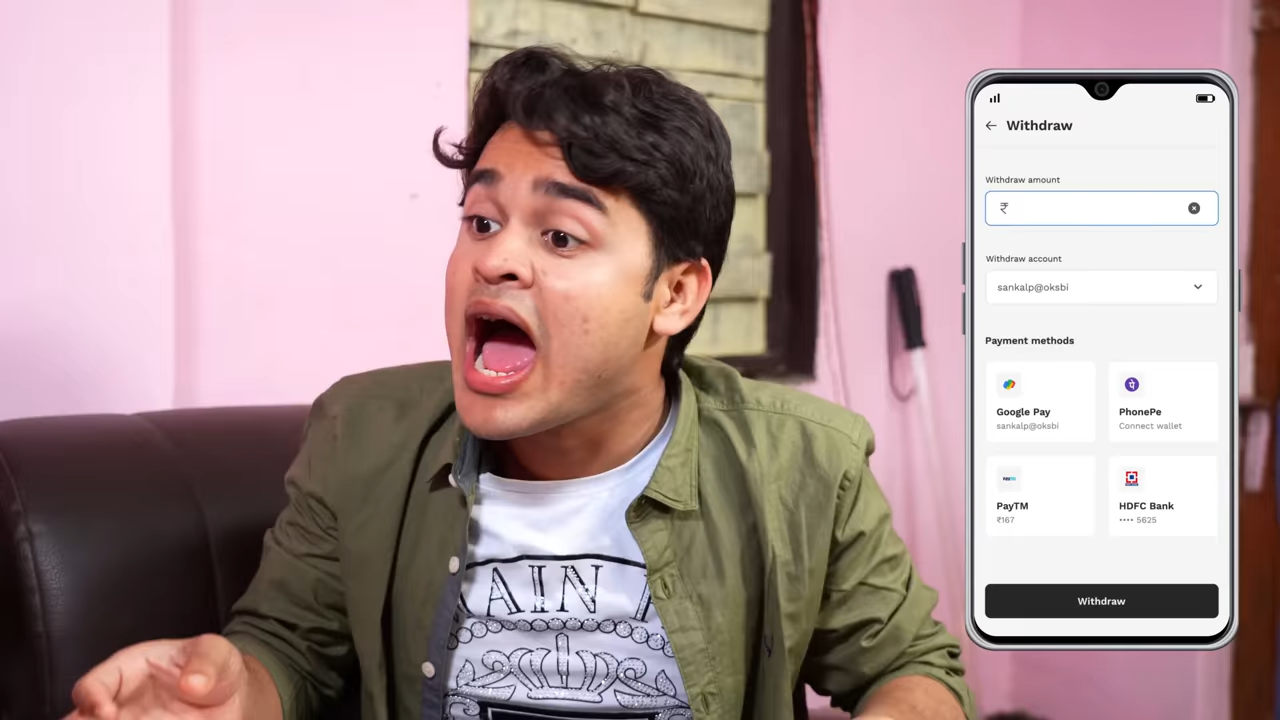 AIN
Withdraw
Withdraw amount
₹
Withdraw account
sankalp@oksbi
Payment methods
Google Pay
sankalp@oksbi
PhonePe
Connect wallet
PayTM
₹167
HDFC Bank
•••• 5625
Withdraw